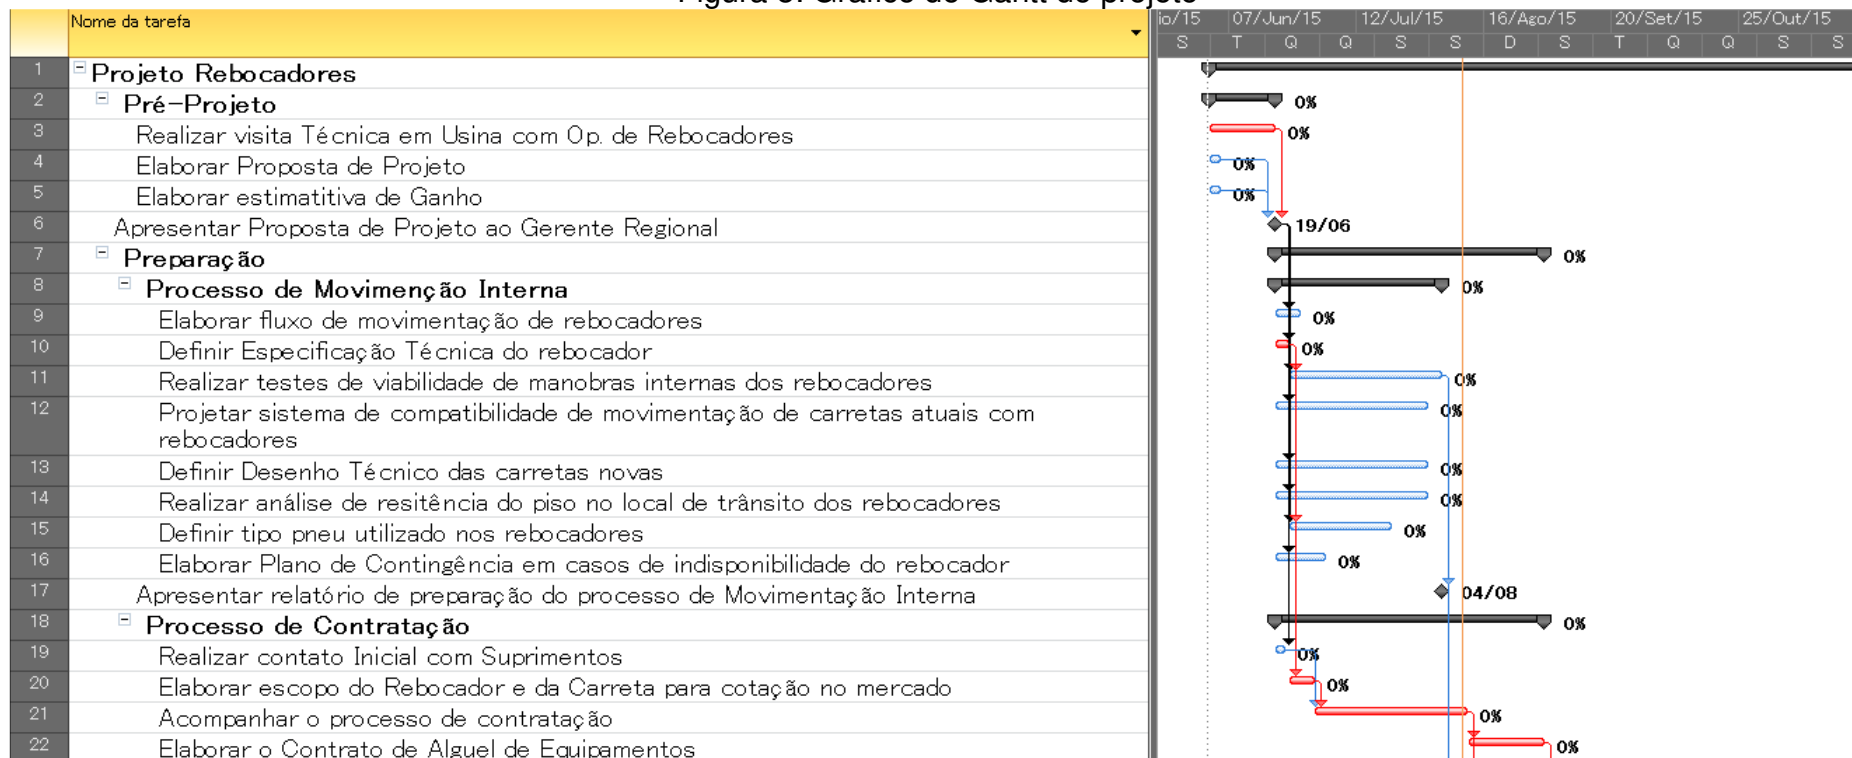 Figura 3: Gráfico de Gantt do projeto
Nome da tarefa
io/15 07/Jun/15 12/Jul/15 16/Ago/15 20/Set/15 25/Out/15
S T Q Q S S D S T Q Q S S
1 Projeto Rebocadores
2 Pré-Projeto 0%
3 Realizar visita Técnica em Usina com Op. de Rebocadores 0%
4 Elaborar Proposta de Projeto 0%
5 Elaborar estimatitiva de Ganho 0%
6 Apresentar Proposta de Projeto ao Gerente Regional 19/06
7 Preparação 0%
8 Processo de Movimenção Interna 0%
9 Elaborar fluxo de movimentação de rebocadores 0%
10 Definir Especificação Técnica do rebocador 0%
11 Realizar testes de viabilidade de manobras internas dos rebocadores 0%
12 Projetar sistema de compatibilidade de movimentação de carretas atuais com 0%
rebocadores
13 Definir Desenho Técnico das carretas novas 0%
14 Realizar análise de resitência do piso no local de trânsito dos rebocadores 0%
15 Definir tipo pneu utilizado nos rebocadores 0%
16 Elaborar Plano de Contingência em casos de indisponibilidade do rebocador 0%
17 Apresentar relatório de preparação do processo de Movimentação Interna 04/08
18 Processo de Contratação 0%
19 Realizar contato Inicial com Suprimentos 0%
20 Elaborar escopo do Rebocador e da Carreta para cotação no mercado 0%
21 Acompanhar o processo de contratação 0%
22 Elaborar o Contrato de Alguel de Equipamentos 0%